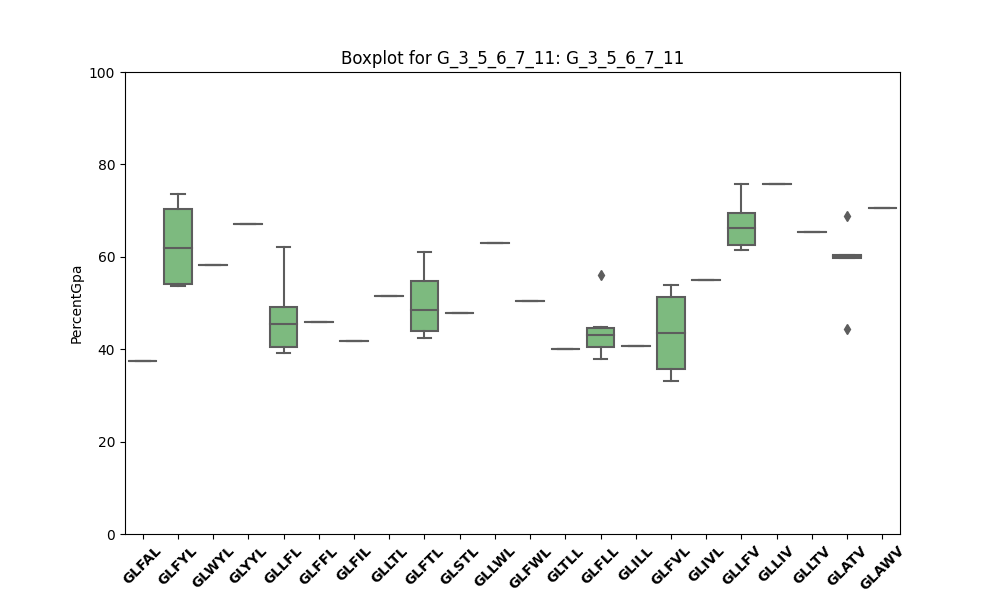 Boxplot for G_3_5_6_7_11: G_3_5_6_7_11
PercentGpa
100
80
60
40
20
0
GLFAL GLFYL GLWYL GLYYL GLLFL GLFFL GLFIL GLLTL GLFTL GLSTL GLLWL GLFWL GLTLL GLFLL GLILL GLFVL GLIVL GLLFV GLLIV GLLTV GLATV GLAWV